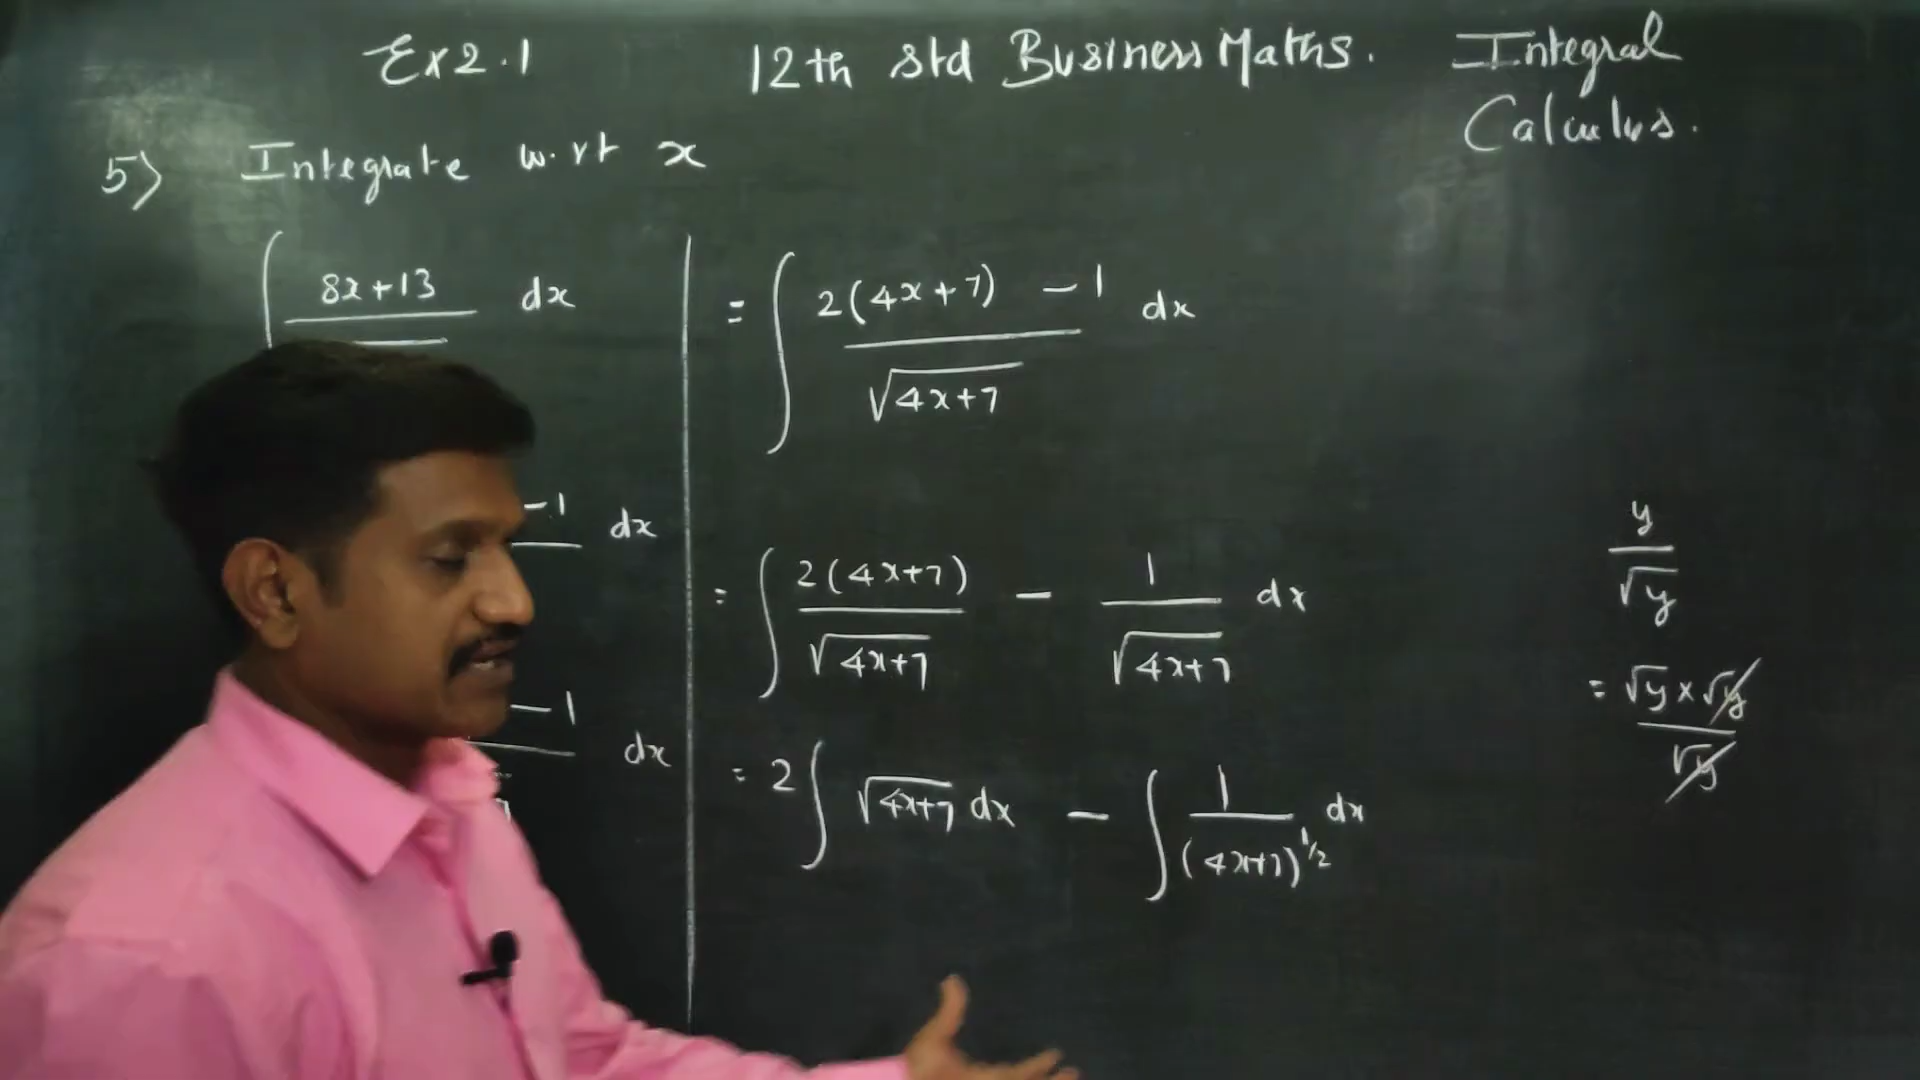 Ex 2.1 12th std Business Maths. Integral Calculus.
5) Integrate w.r.t x
∫ 8x+13 dx
-1 dx
-1 dx
= ∫ 2(4x+7) -1 / √4x+7 dx
= ∫ 2(4x+7) / √4x+7 - 1 / √4x+7 dx
= 2 ∫ √4x+7 dx - ∫ 1 / (4x+7)^1/2 dx
y / √y
= √y × √y / √y